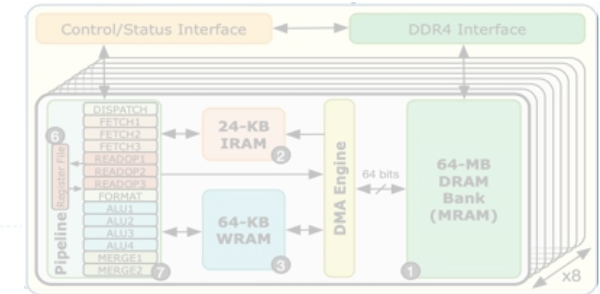 Control/Status Interface
DDR4 Interface
DISPATCH
FETCH1
FETCH2
FETCH3
READOP1
READOP2
READOP3
FORMAT
ALU1
ALU2
ALU3
ALU4
MERGE1
MERGE2
6
Register File
Pipeline
7
24-KB
IRAM
2
64-KB
WRAM
3
DMA Engine
64 bits
64-MB
DRAM
Bank
(MRAM)
1
x8